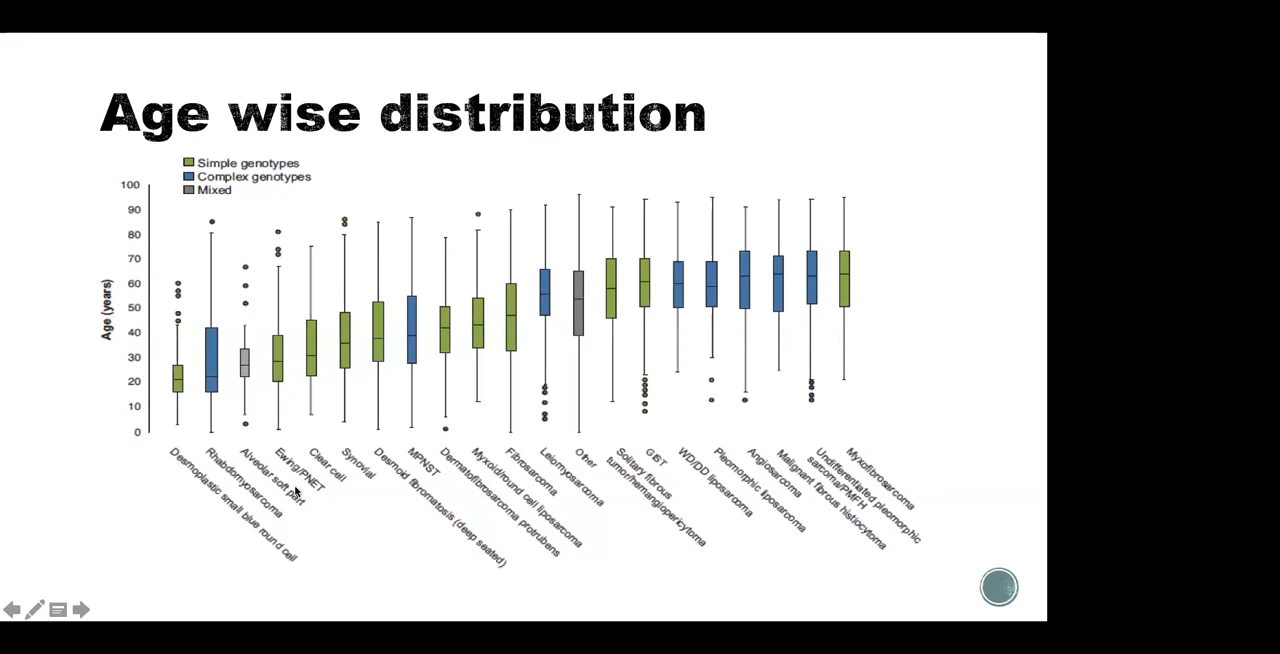 Age wise distribution
Simple genotypes
Complex genotypes
Mixed
Age (years)
100
90
80
70
60
50
40
30
20
10
0
Desmoplastic small blue round cell
Rhabdomyosarcoma
Alveolar soft part
Ewing/PNET
Clear cell
Synovial
Desmoid fibromatosis (deep seated)
MPNST
Dermatofibrosarcoma protrubens
Myxoid/round cell liposarcoma
Fibrosarcoma
Leiomyosarcoma
Other
Solitary fibrous
tumor/hemangiopericytoma
GIST
WD/DD liposarcoma
Pleomorphic liposarcoma
Angiosarcoma
Malignant fibrous histiocytoma
Undifferentiated pleomorphic
sarcoma/PMFH
Myxofibrosarcoma